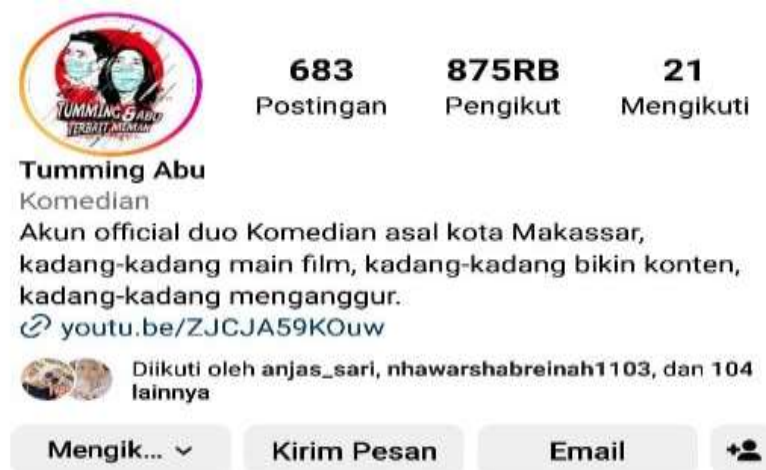 683
875RB
21
Postingan
Pengikut
Mengikuti
TUMMING & ABU
TERBAIT MEMAN
Tumming Abu
Komedian
Akun official duo Komedian asal kota Makassar,
kadang-kadang main film, kadang-kadang bikin konten,
kadang-kadang menganggur.
youtu.be/ZJCJA59KOuw
Diikuti oleh anjas_sari, nhawarshabreinah1103, dan 104
lainnya
Mengik...
Kirim Pesan
Email